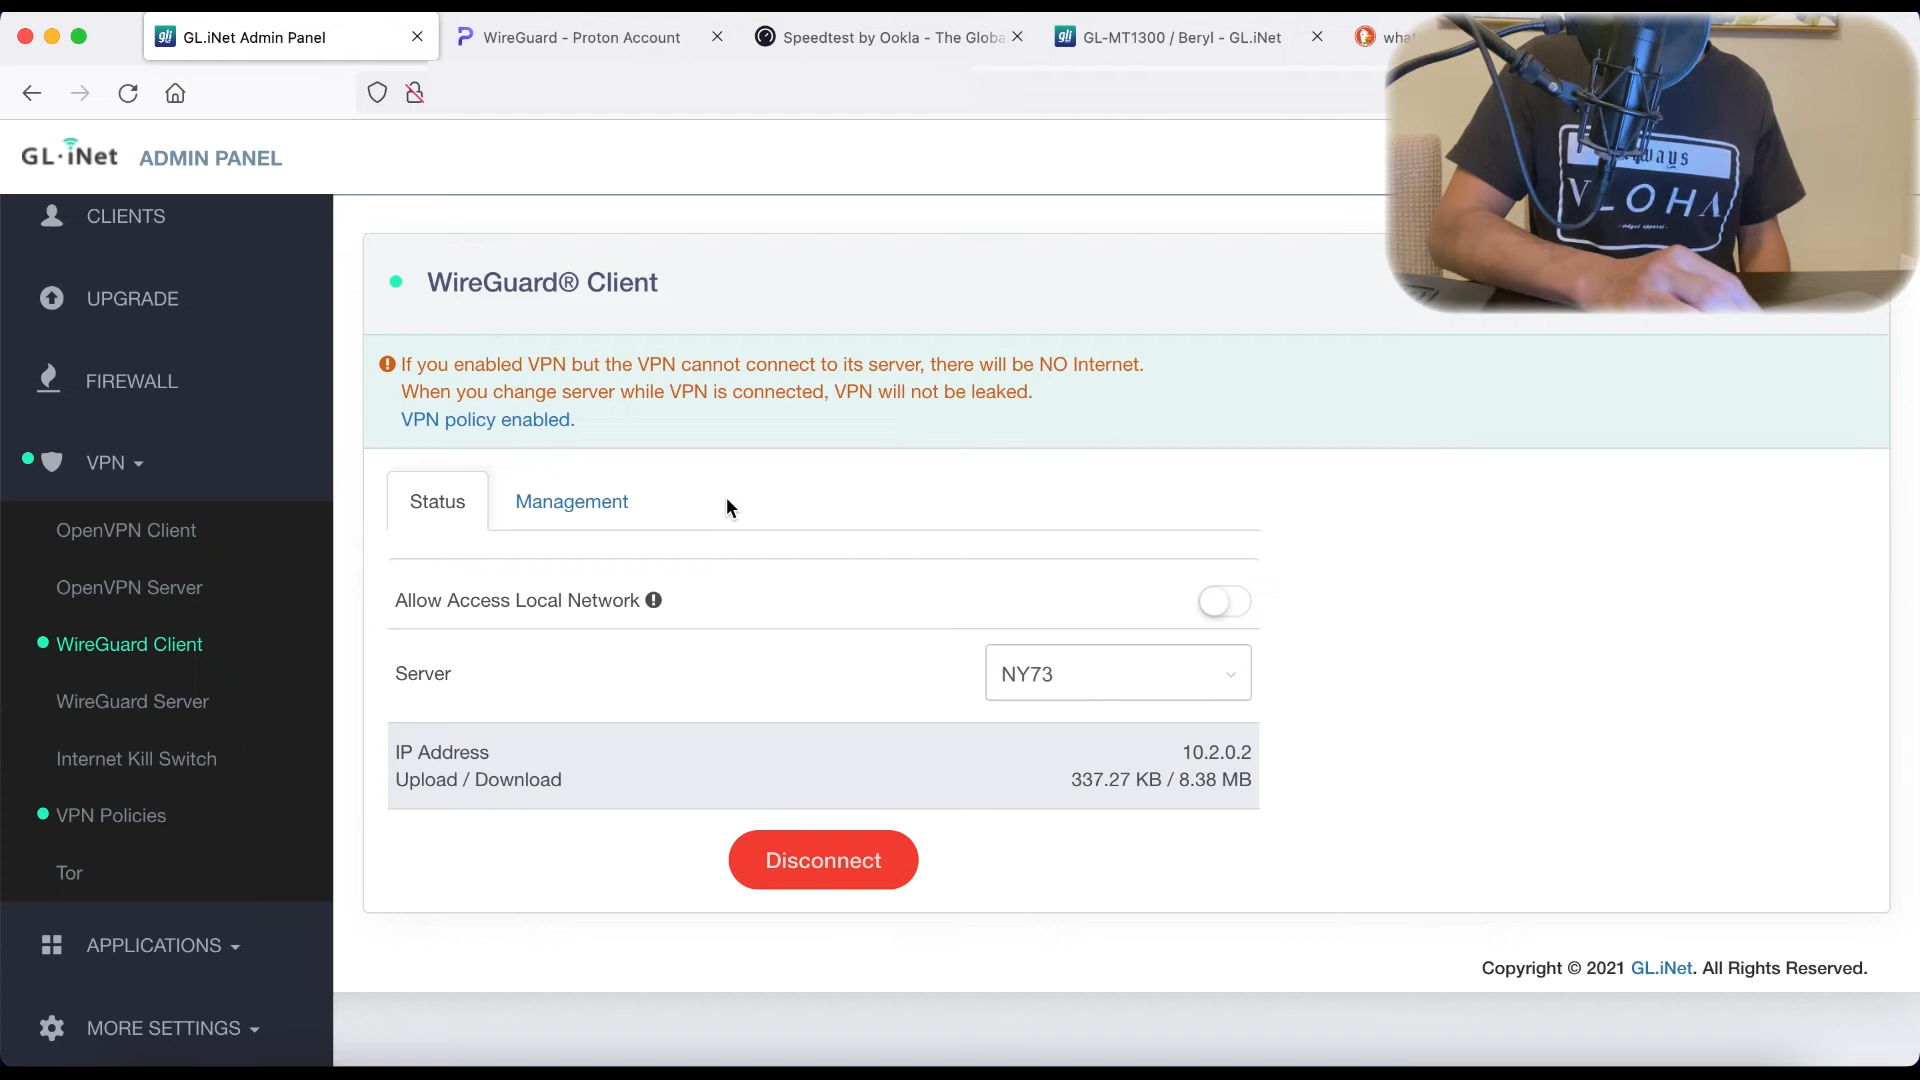 GL.iNet Admin Panel
WireGuard - Proton Account
Speedtest by Ookla - The Globa
GL-MT1300 / Beryl - GL.iNet
what
GL·iNet ADMIN PANEL
VLOHA
CLIENTS
UPGRADE
FIREWALL
VPN
OpenVPN Client
OpenVPN Server
WireGuard Client
WireGuard Server
Internet Kill Switch
VPN Policies
Tor
APPLICATIONS
MORE SETTINGS
WireGuard® Client
If you enabled VPN but the VPN cannot connect to its server, there will be NO Internet.
When you change server while VPN is connected, VPN will not be leaked.
VPN policy enabled.
Status
Management
Allow Access Local Network
Server
NY73
IP Address
10.2.0.2
Upload / Download
337.27 KB / 8.38 MB
Disconnect
Copyright © 2021 GL.iNet. All Rights Reserved.